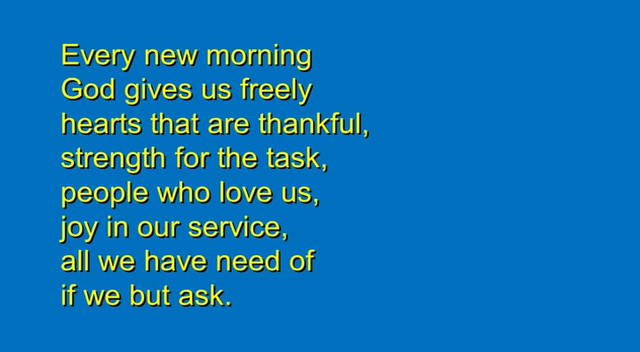 Every new morning
God gives us freely
hearts that are thankful,
strength for the task,
people who love us,
joy in our service,
all we have need of
if we but ask.